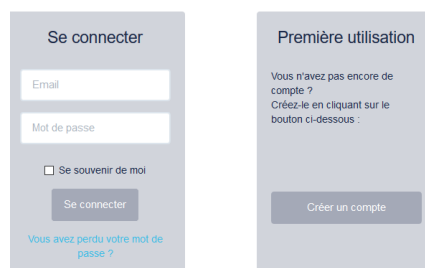 Se connecter
Email
Mot de passe
Se souvenir de moi
Se connecter
Vous avez perdu votre mot de
passe ?
Première utilisation
Vous n'avez pas encore de
compte ?
Créez-le en cliquant sur le
bouton ci-dessous :
Créer un compte